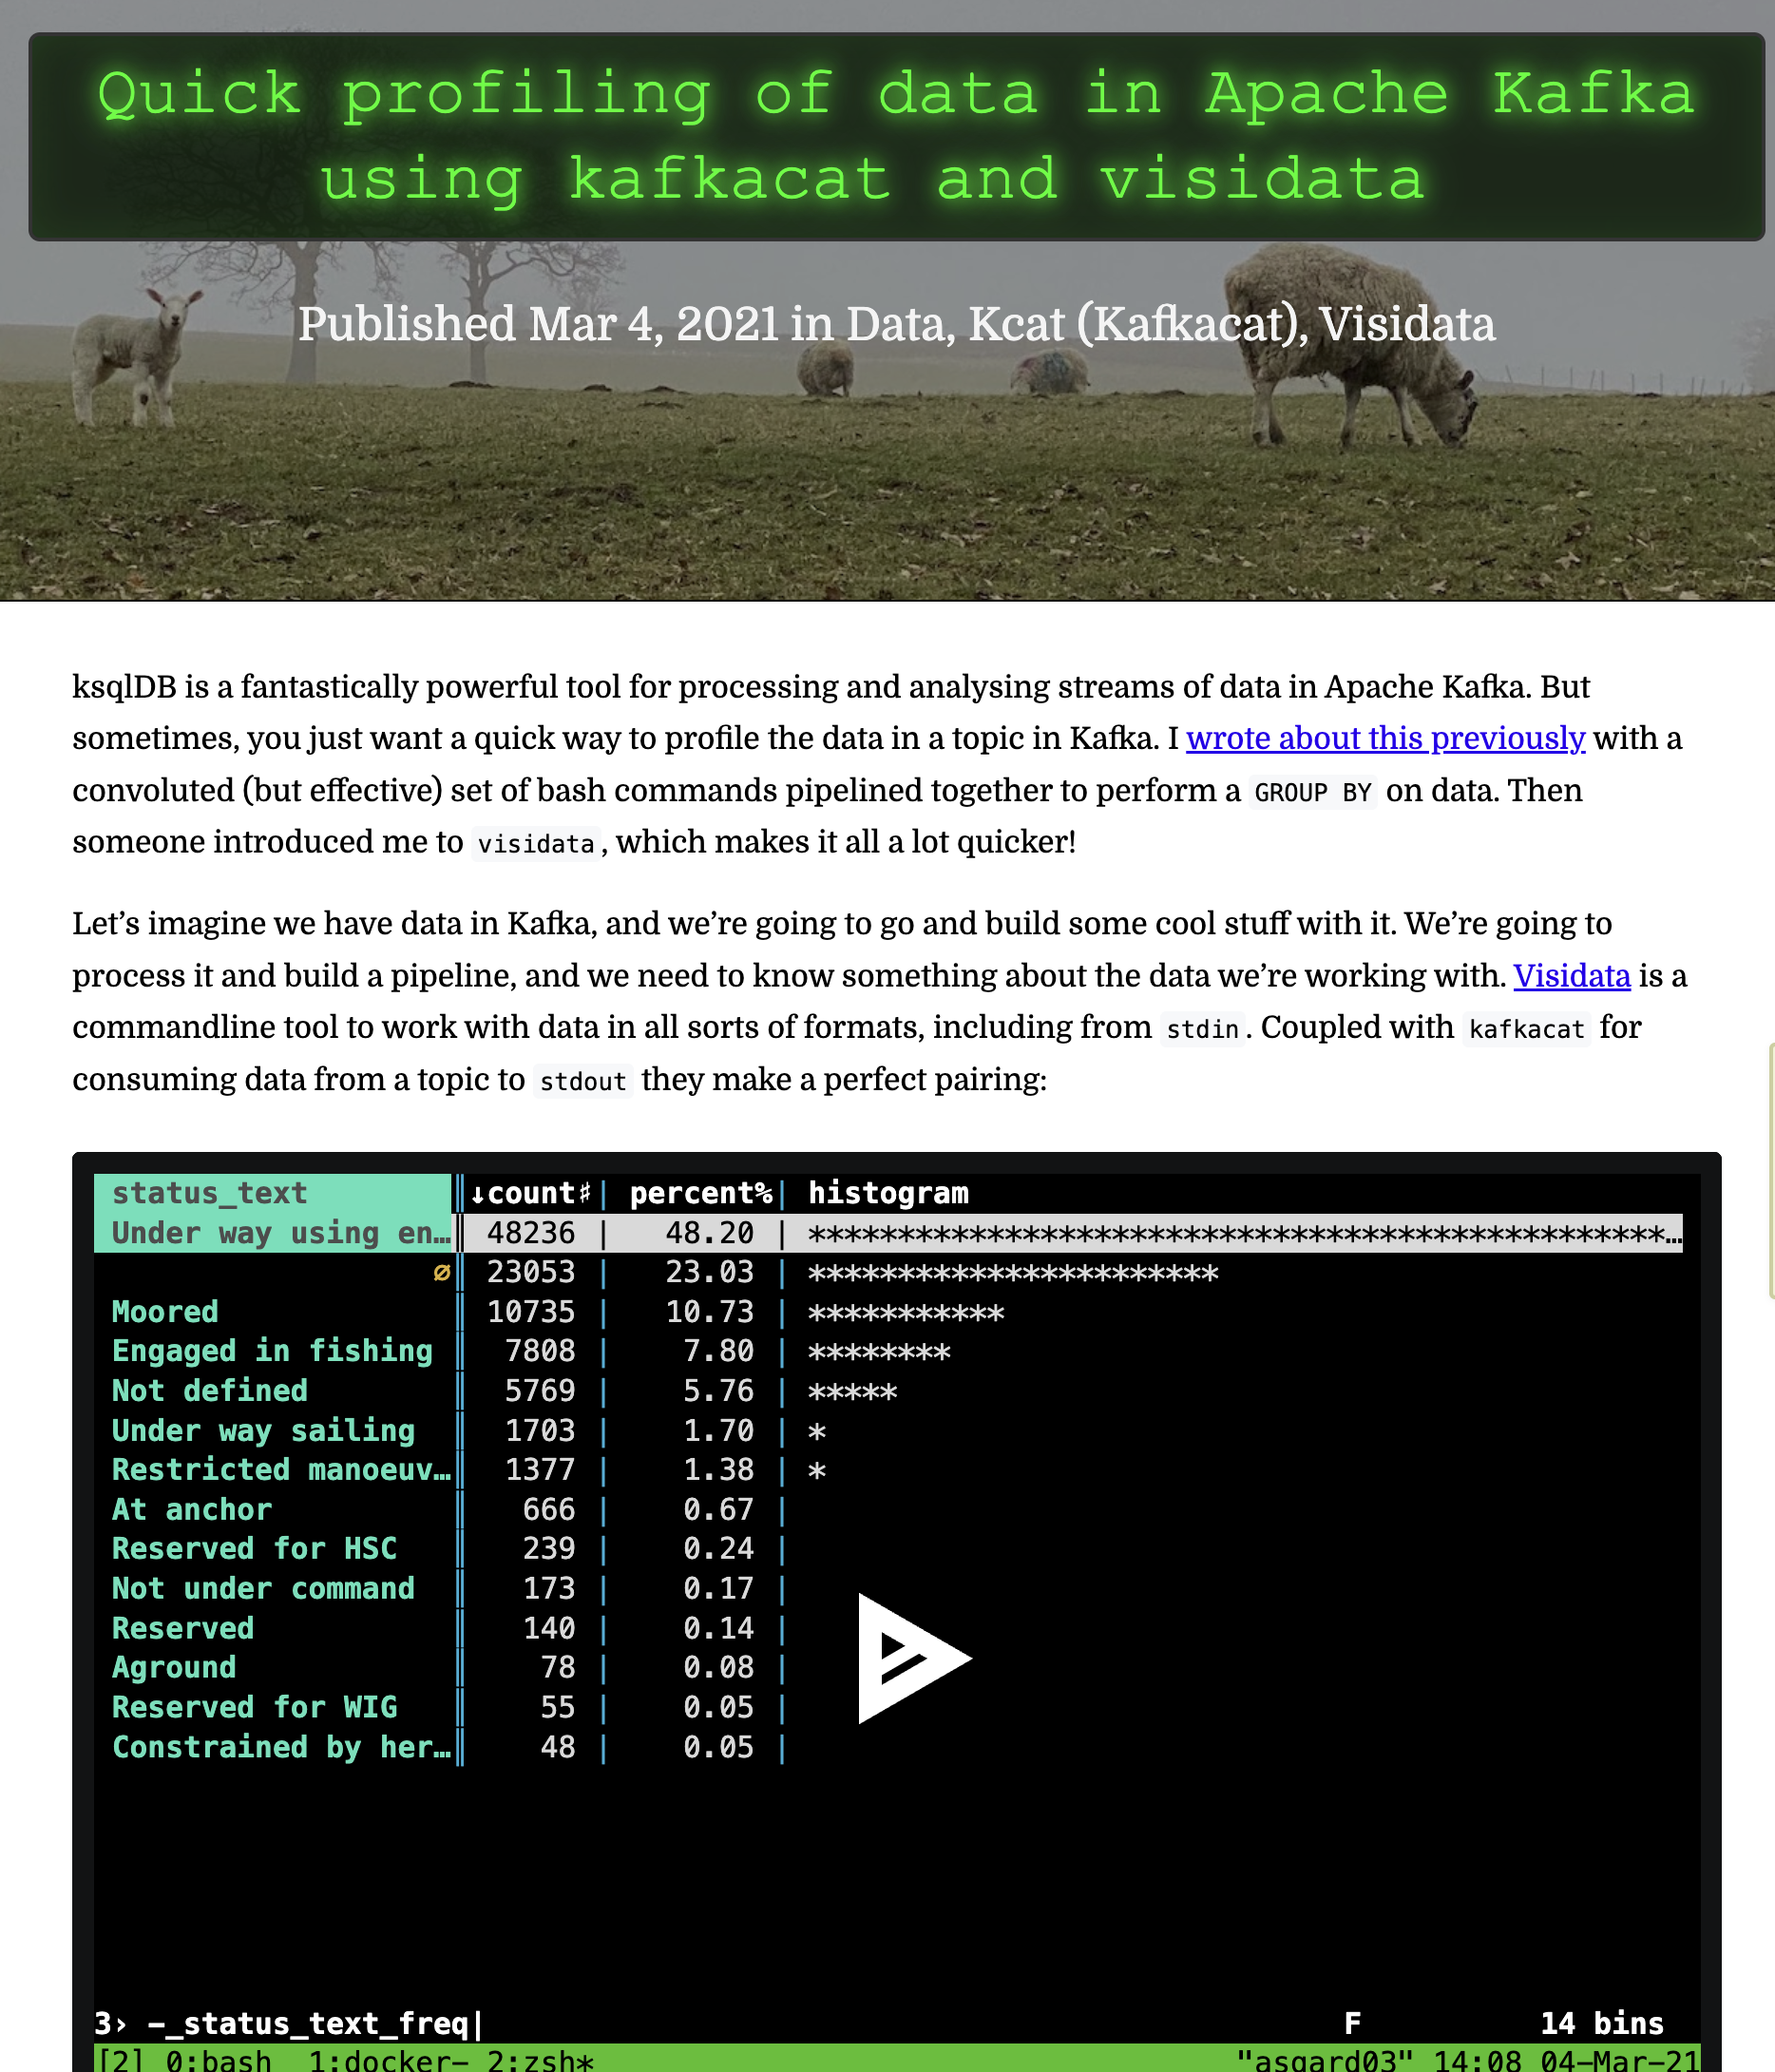 Quick profiling of data in Apache Kafka
using kafkacat and visidata
Published Mar 4, 2021 in Data, Kcat (Kafkacat), Visidata
ksqlDB is a fantastically powerful tool for processing and analysing streams of data in Apache Kafka. But
sometimes, you just want a quick way to profile the data in a topic in Kafka. I wrote about this previously with a
convoluted (but effective) set of bash commands pipelined together to perform a GROUP BY on data. Then
someone introduced me to visidata, which makes it all a lot quicker!
Let’s imagine we have data in Kafka, and we’re going to go and build some cool stuff with it. We’re going to
process it and build a pipeline, and we need to know something about the data we’re working with. Visidata is a
commandline tool to work with data in all sorts of formats, including from stdin. Coupled with kafkacat for
consuming data from a topic to stdout they make a perfect pairing:
status_text ‖↓count♯| percent%| histogram
Under way using en…‖ 48236 | 48.20 | ************************************************…
∅‖ 23053 | 23.03 | ***********************
Moored ‖ 10735 | 10.73 | ***********
Engaged in fishing ‖ 7808 | 7.80 | ********
Not defined ‖ 5769 | 5.76 | *****
Under way sailing ‖ 1703 | 1.70 | *
Restricted manoeuv…‖ 1377 | 1.38 | *
At anchor ‖ 666 | 0.67 |
Reserved for HSC ‖ 239 | 0.24 |
Not under command ‖ 173 | 0.17 |
Reserved ‖ 140 | 0.14 |
Aground ‖ 78 | 0.08 |
Reserved for WIG ‖ 55 | 0.05 |
Constrained by her…‖ 48 | 0.05 |
3› -_status_text_freq| F 14 bins
[2] 0:bash 1:docker- 2:zsh* "asgard03" 14:08 04-Mar-21